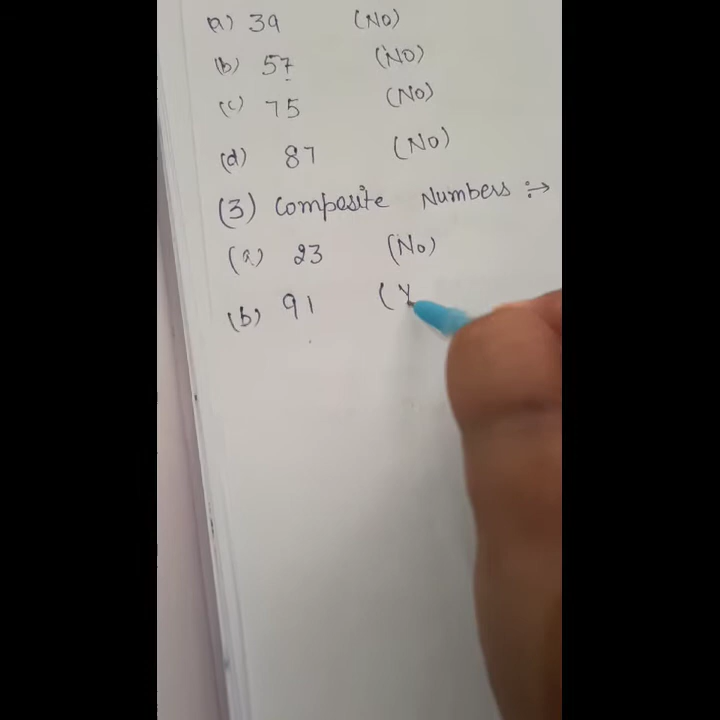 (a) 39 (No)
(b) 57 (No)
(c) 75 (No)
(d) 87 (No)
(3) Composite Numbers :→
(a) 23 (No)
(b) 91 (Y